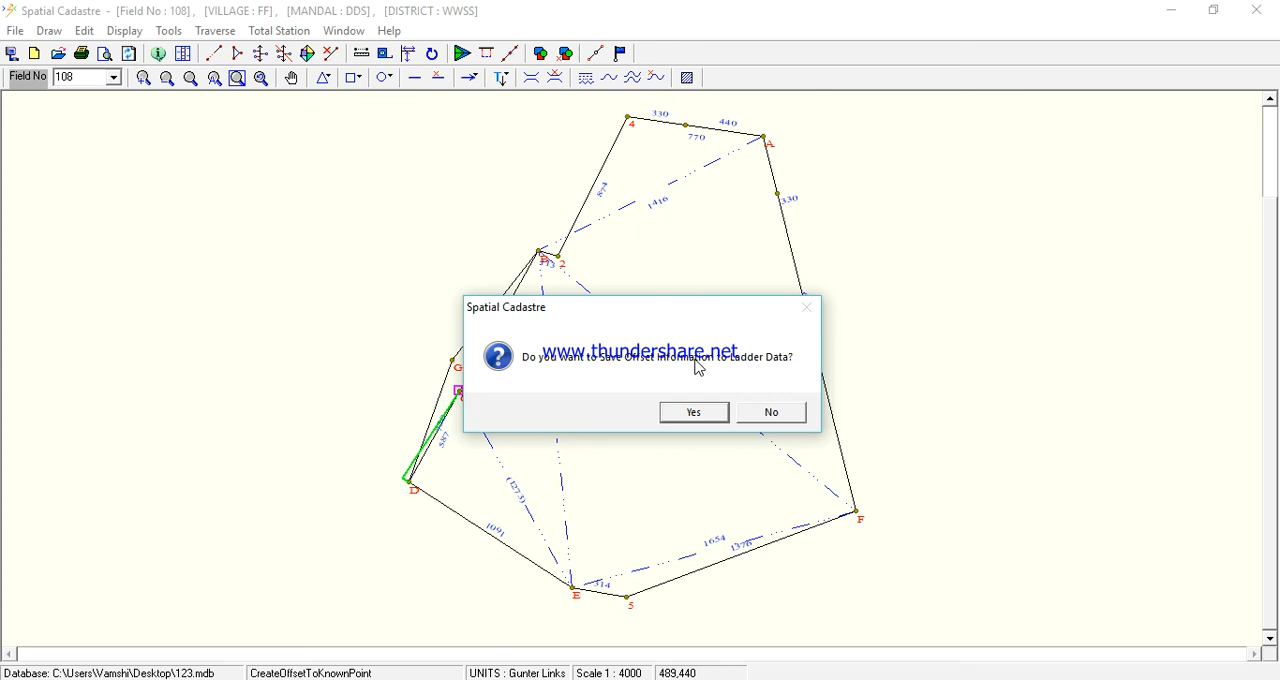 Spatial Cadastre - [Field No : 108] , [VILLAGE : FF] , [MANDAL : DDS] , [DISTRICT : WWSS]
File Draw Edit Display Tools Traverse Total Station Window Help
Field No 108
330
440
4
770
A
874
1416
330
2
Spatial Cadastre
www.thundershare.net
Do you want to Save Offset Information to Ladder Data?
Yes No
G
587
D
(1273)
1091
1654
1376
F
E
314
5
Database: C:\Users\Vamshi\Desktop\123.mdb CreateOffsetToKnownPoint UNITS : Gunter Links Scale 1 : 4000 489,440